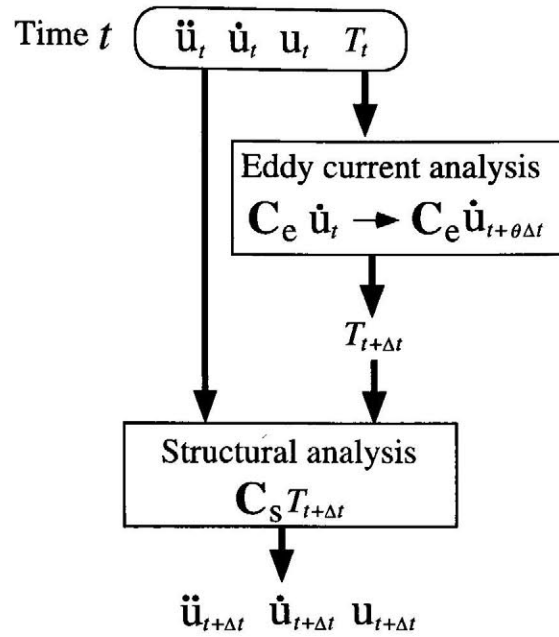 Time t ü_t u̇_t u_t T_t
Eddy current analysis
C_e u̇_t → C_e u̇_{t+θΔt}
T_{t+Δt}
Structural analysis
C_s T_{t+Δt}
ü_{t+Δt} u̇_{t+Δt} u_{t+Δt}